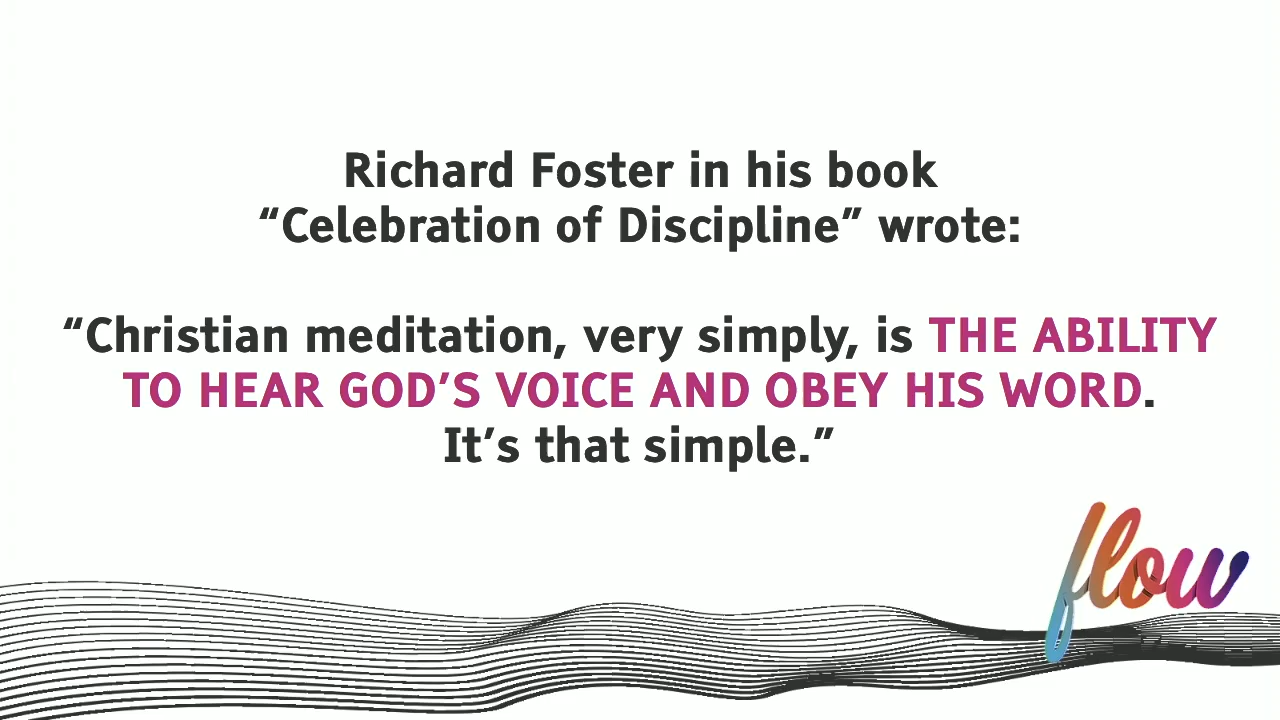 Richard Foster in his book
“Celebration of Discipline” wrote:
“Christian meditation, very simply, is THE ABILITY
TO HEAR GOD’S VOICE AND OBEY HIS WORD.
It’s that simple.”
flow